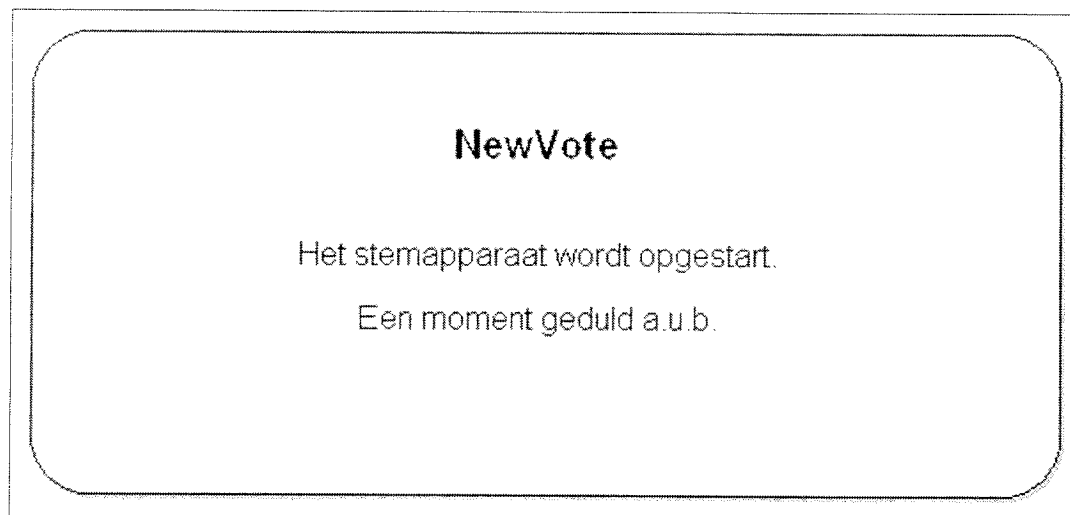 NewVote
Het stemapparaat wordt opgestart.
Een moment geduld a.u.b.